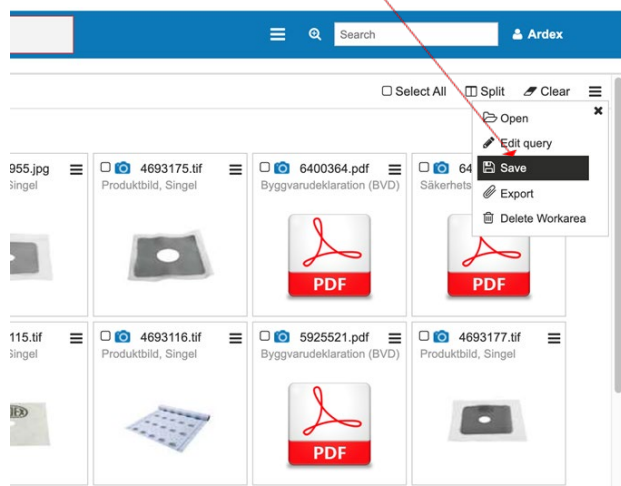 Search
Ardex
Select All Split Clear
Open
Edit query
Save
Export
Delete Workarea
955.jpg
Singel
4693175.tif
Produktbild, Singel
6400364.pdf
Byggvarudeklaration (BVD)
PDF
64
Säkerhets
PDF
115.tif
Singel
4693116.tif
Produktbild, Singel
5925521.pdf
Byggvarudeklaration (BVD)
PDF
4693177.tif
Produktbild, Singel